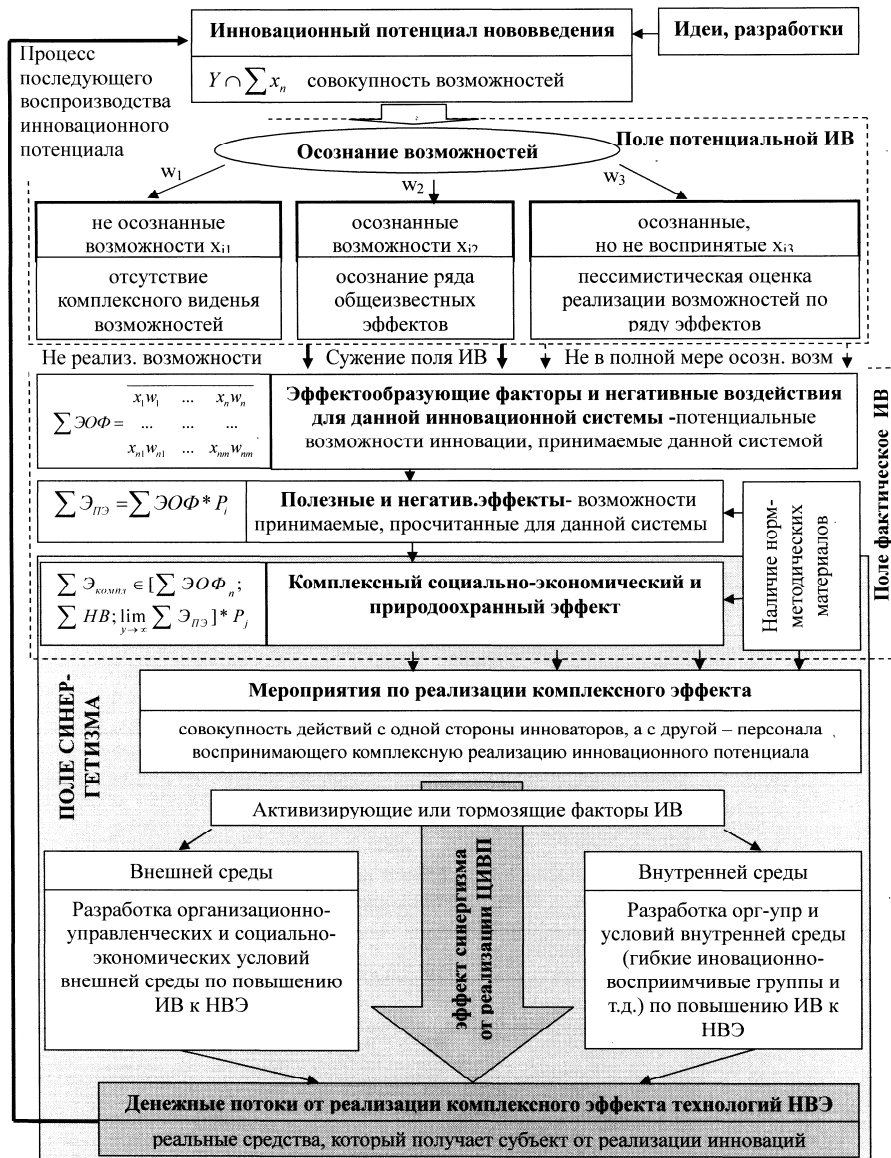 Инновационный потенциал нововведения
Идеи, разработки
Y ∩ ∑ xₙ совокупность возможностей
Процесс
последующего
воспроизводства
инновационного
потенциала
Поле потенциальной ИВ
Осознание возможностей
w₁
w₂
w₃
не осознанные
возможности xᵢ₁
отсутствие
комплексного виденья
возможностей
осознанные
возможности xᵢ₂
осознание ряда
общеизвестных
эффектов
осознанные,
но не воспринятые xᵢ₃
пессимистическая оценка
реализации возможностей по
ряду эффектов
Не реализ. возможности
Сужение поля ИВ
Не в полной мере осозн. возм
x₁w₁ ... xₙwₙ
∑ ЭОФ = ... ... ...
xₙ₁wₙ₁ ... xₙₘwₙₘ
Эффектообразующие факторы и негативные воздействия
для данной инновационной системы -потенциальные
возможности инновации, принимаемые данной системой
Поле фактическое ИВ
∑ Э_ПЭ = ∑ ЭОФ * Pᵢ
Полезные и негатив.эффекты- возможности
принимаемые, просчитанные для данной системы
Наличие норм-
методических
материалов
∑ Э_компл ∈ [∑ ЭОФₙ;
∑ НВ; lim y→∞ ∑ Э_ПЭ ] * Pⱼ
Комплексный социально-экономический и
природоохранный эффект
ПОЛЕ СИНЕР-
ГЕТИЗМА
Мероприятия по реализации комплексного эффекта
совокупность действий с одной стороны инноваторов, а с другой – персонала
воспринимающего комплексную реализацию инновационного потенциала
Активизирующие или тормозящие факторы ИВ
эффект синергизма
от реализации ЦИВП
Внешней среды
Разработка организационно-
управленческих и социально-
экономических условий
внешней среды по повышению
ИВ к НВЭ
Внутренней среды
Разработка орг-упр и
условий внутренней среды
(гибкие иновационно-
восприимчивые группы и
т.д.) по повышению ИВ к
НВЭ
Денежные потоки от реализации комплексного эффекта технологий НВЭ
реальные средства, который получает субъект от реализации инноваций